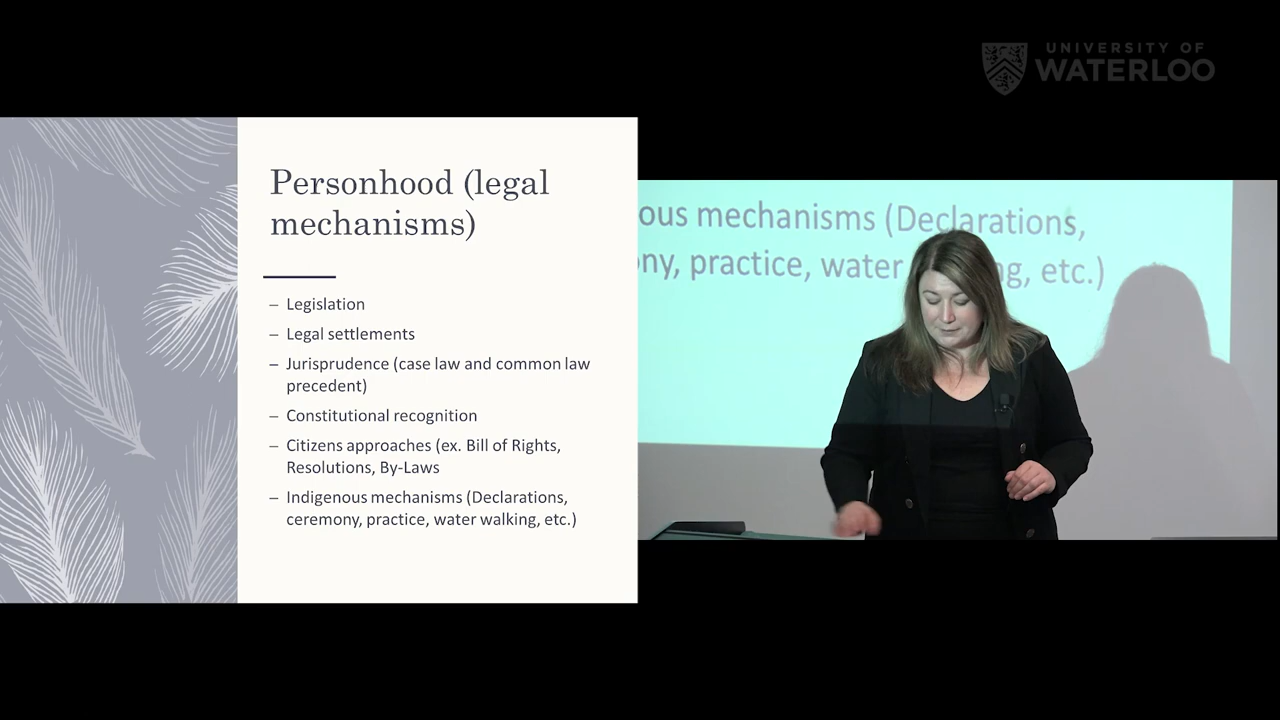 UNIVERSITY OF
WATERLOO
Personhood (legal
mechanisms)
– Legislation
– Legal settlements
– Jurisprudence (case law and common law
precedent)
– Constitutional recognition
– Citizens approaches (ex. Bill of Rights,
Resolutions, By-Laws
– Indigenous mechanisms (Declarations,
ceremony, practice, water walking, etc.)
ous mechanisms (Declarations,
ny, practice, water ng, etc.)